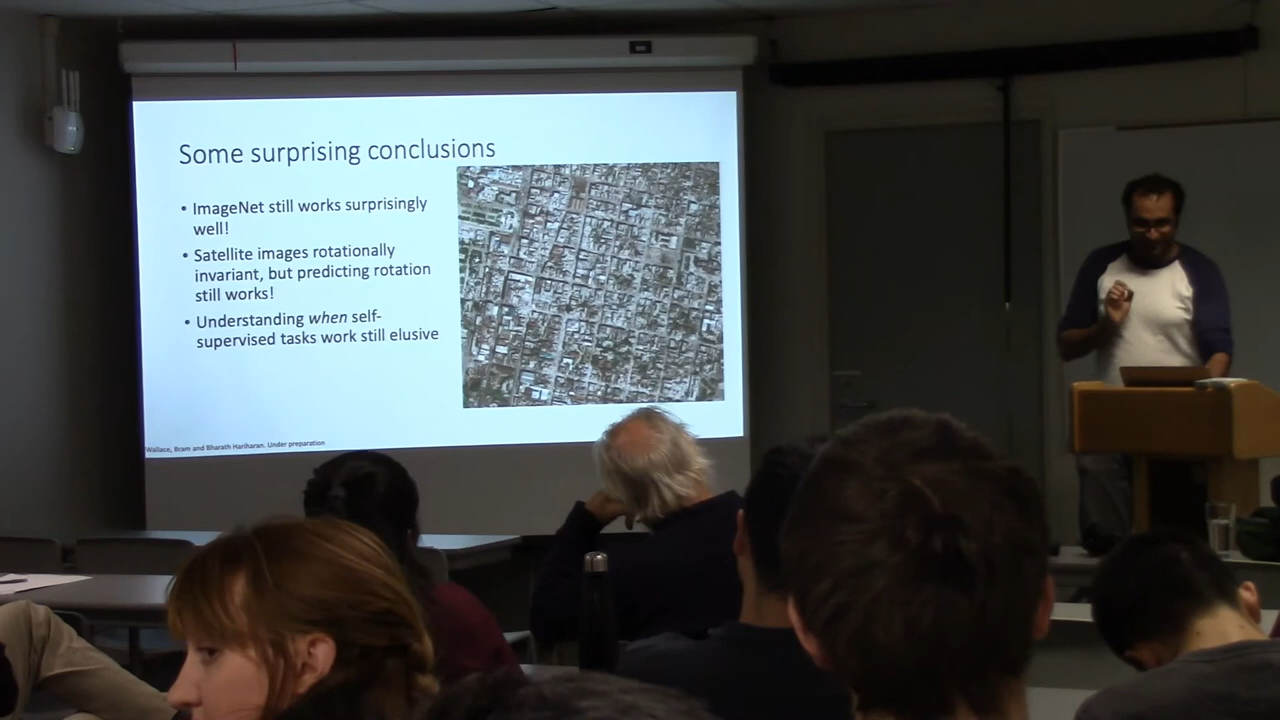 Some surprising conclusions
• ImageNet still works surprisingly
well!
• Satellite images rotationally
invariant, but predicting rotation
still works!
• Understanding when self-
supervised tasks work still elusive
Wallace, Bram and Bharath Hariharan. Under preparation